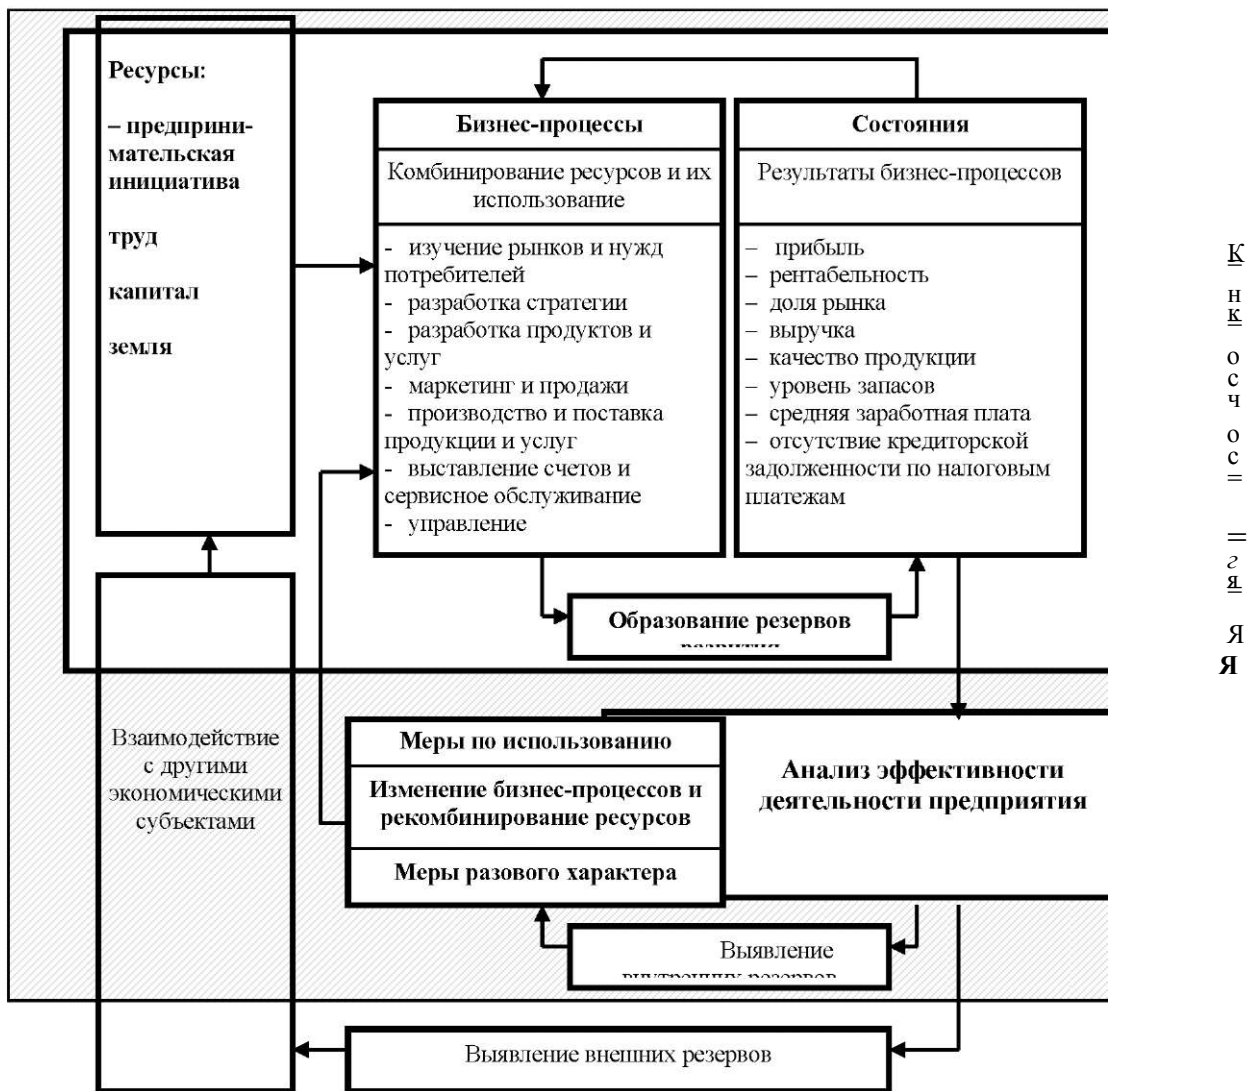 Ресурсы:
– предприни-
мательская
инициатива
труд
капитал
земля
Бизнес-процессы
Комбинирование ресурсов и их
использование
- изучение рынков и нужд
потребителей
- разработка стратегии
- разработка продуктов и
услуг
- маркетинг и продажи
- производство и поставка
продукции и услуг
- выставление счетов и
сервисное обслуживание
- управление
Состояния
Результаты бизнес-процессов
– прибыль
– рентабельность
– доля рынка
– выручка
– качество продукции
– уровень запасов
– средняя заработная плата
– отсутствие кредиторской
задолженности по налоговым
платежам
Образование резервов
Взаимодействие
с другими
экономическими
субъектами
Меры по использованию
Изменение бизнес-процессов и
рекомбинирование ресурсов
Меры разового характера
Анализ эффективности
деятельности предприятия
Выявление
внутренних резервов
Выявление внешних резервов
К
н
к
о
с
ч
о
с
=
=
г
я
Я
Я